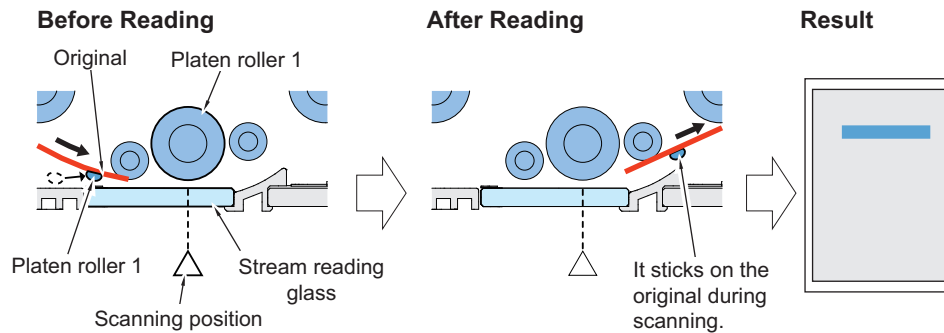 Before Reading
Original
Platen roller 1
Platen roller 1
Stream reading
glass
Scanning position
After Reading
It sticks on the
original during
scanning.
Result